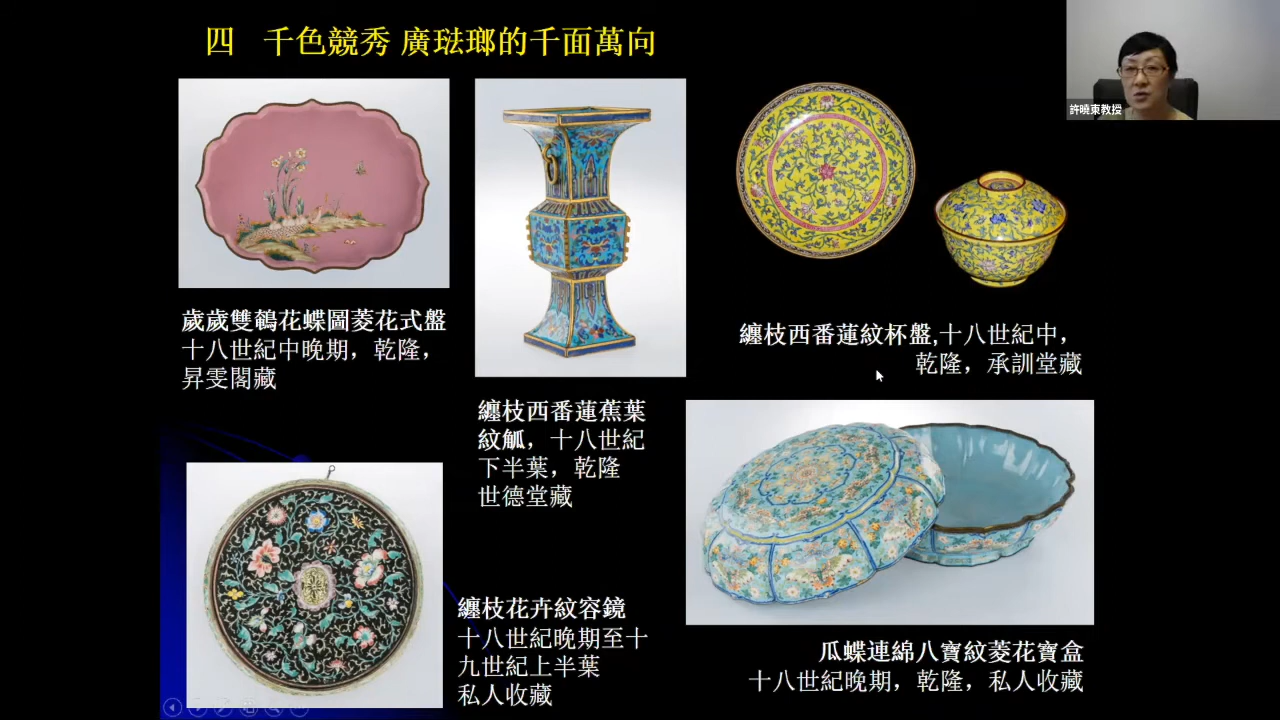 四 千色競秀 廣琺瑯的千面萬向
許曉東教授
歲歲雙鵪花蝶圖菱花式盤
十八世紀中晚期，乾隆，
昇雯閣藏
纏枝西番蓮蕉葉
紋觚，十八世紀
下半葉，乾隆
世德堂藏
纏枝西番蓮紋杯盤,十八世紀中，
乾隆，承訓堂藏
纏枝花卉紋容鏡
十八世紀晚期至十
九世紀上半葉
私人收藏
瓜蝶連綿八寶紋菱花寶盒
十八世紀晚期，乾隆，私人收藏